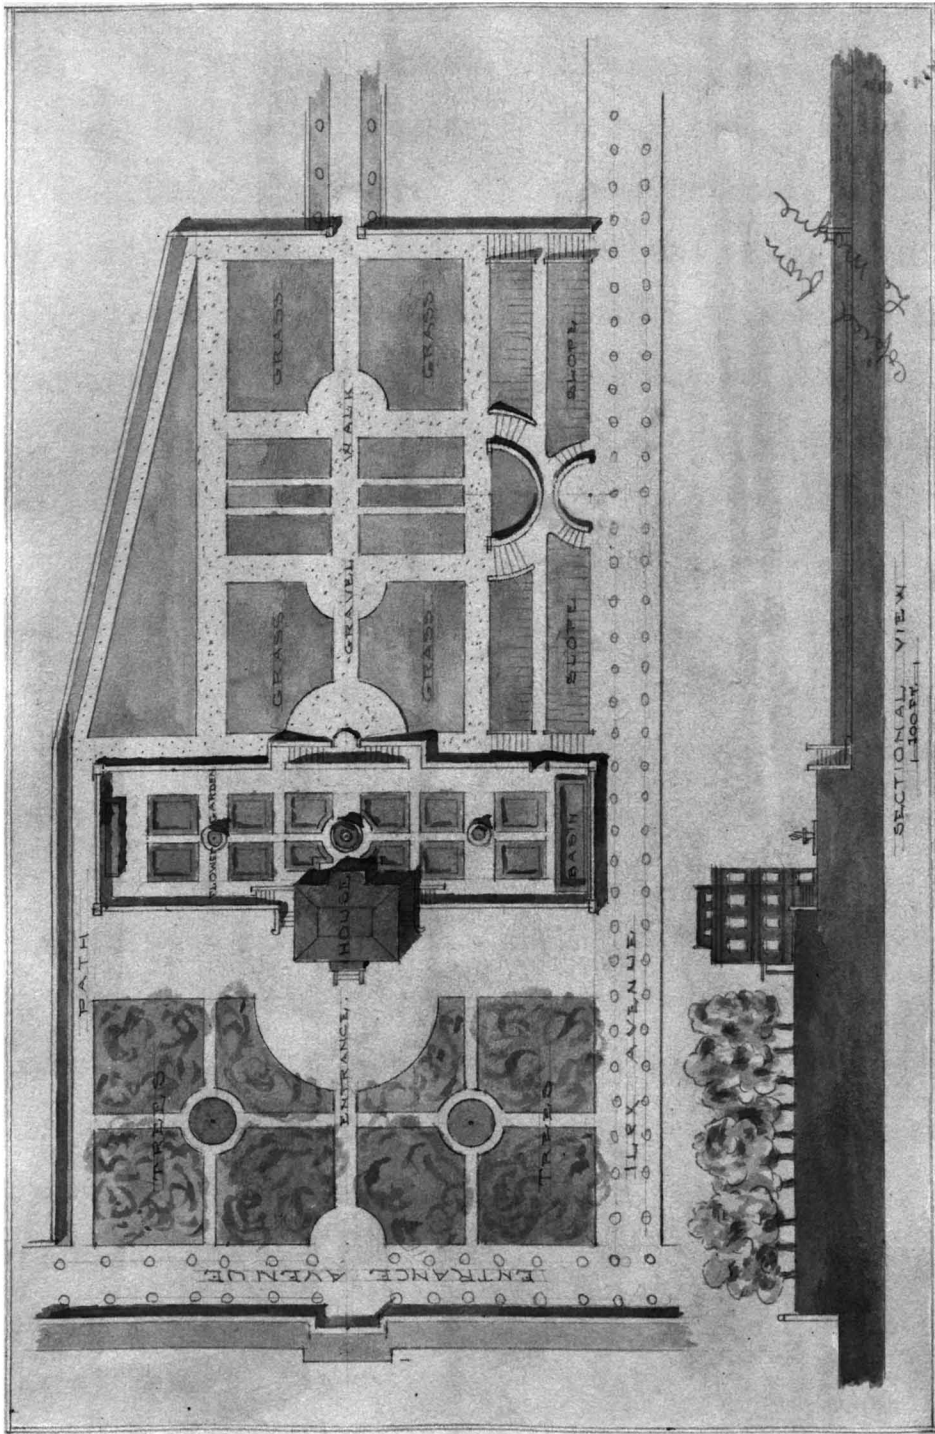 GRASS
GRASS
WALK
SLOPE
GRASS
GRASS
GRAVEL
SLOPE
FLOWER GARDEN
BASIN
HOUSE
PATH
ENTRANCE
ILEX AVENUE
TREES
TREES
ENTRANCE AVENUE
SECTIONAL VIEW
100 FT.
from